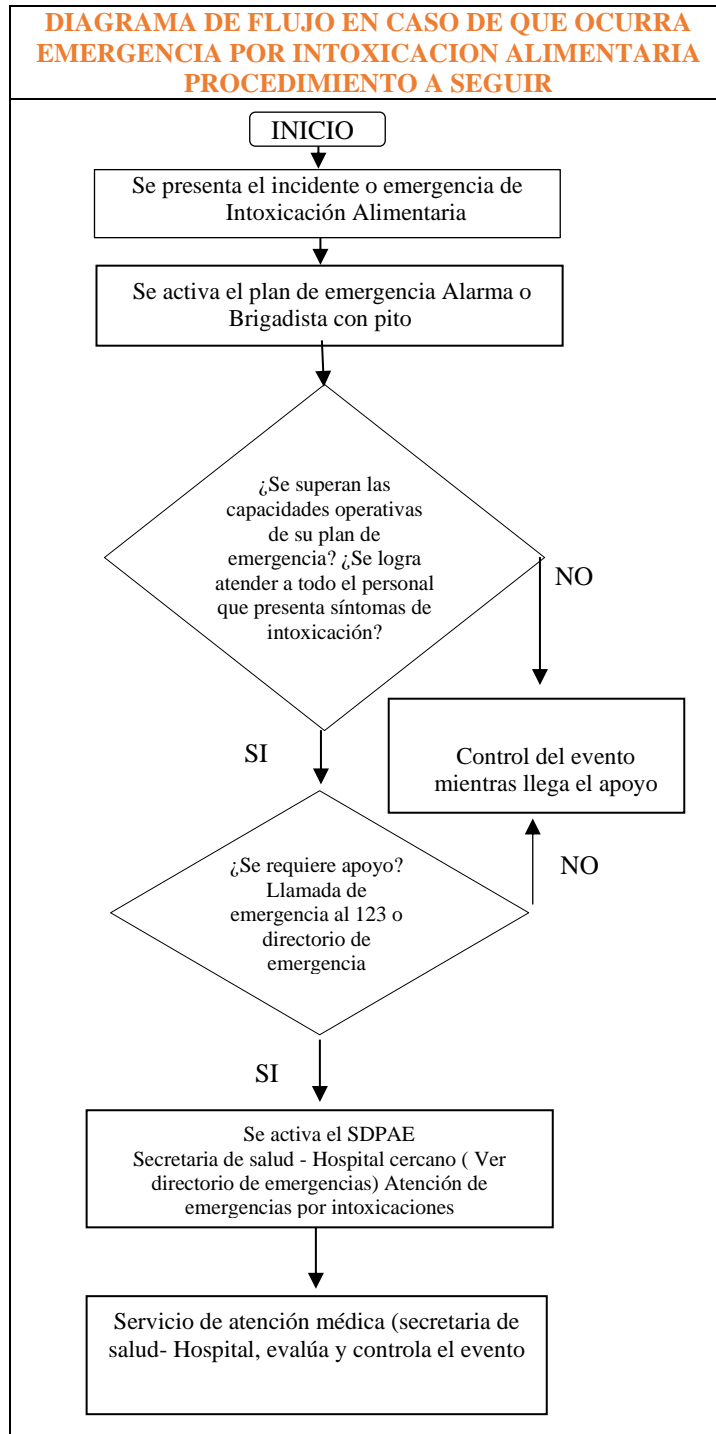 DIAGRAMA DE FLUJO EN CASO DE QUE OCURRA
EMERGENCIA POR INTOXICACION ALIMENTARIA
PROCEDIMIENTO A SEGUIR
INICIO
Se presenta el incidente o emergencia de
Intoxicación Alimentaria
Se activa el plan de emergencia Alarma o
Brigadista con pito
¿Se superan las
capacidades operativas
de su plan de
emergencia? ¿Se logra
atender a todo el personal
que presenta síntomas de
intoxicación?
NO
SI
Control del evento
mientras llega el apoyo
¿Se requiere apoyo?
Llamada de
emergencia al 123 o
directorio de
emergencia
NO
SI
Se activa el SDPAE
Secretaria de salud - Hospital cercano ( Ver
directorio de emergencias) Atención de
emergencias por intoxicaciones
Servicio de atención médica (secretaria de
salud- Hospital, evalúa y controla el evento